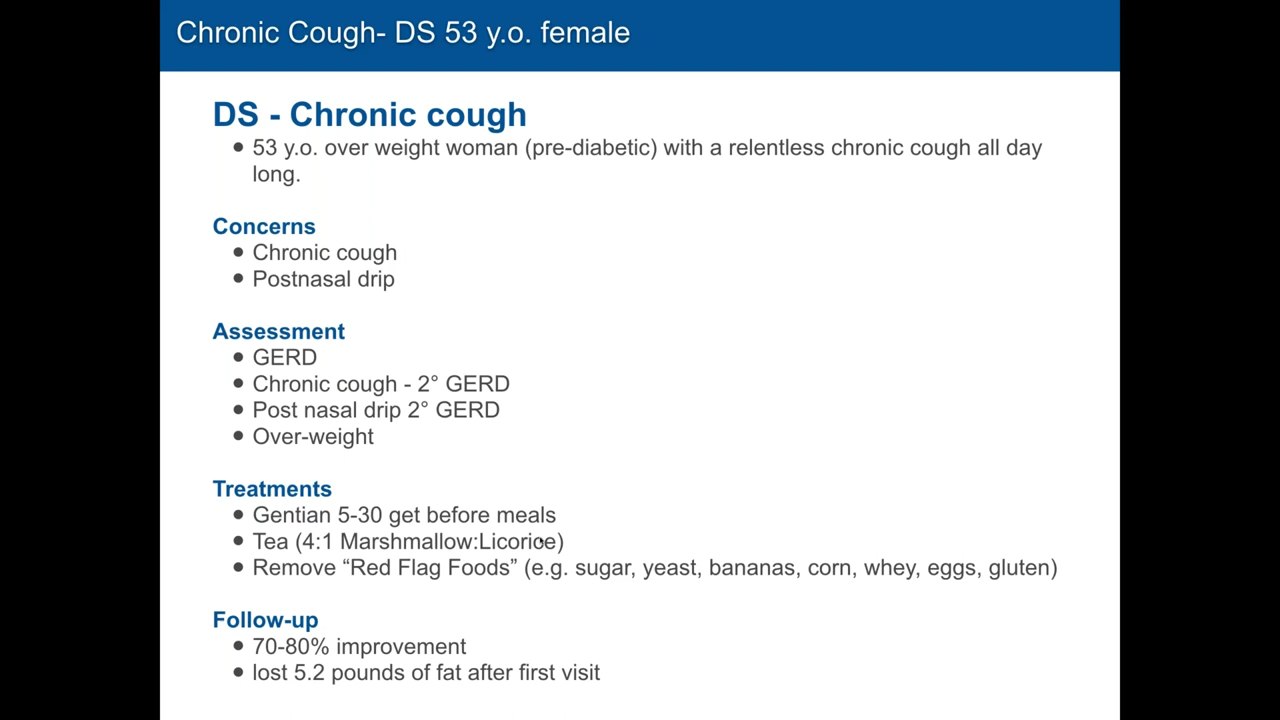 Chronic Cough- DS 53 y.o. female
DS - Chronic cough
• 53 y.o. over weight woman (pre-diabetic) with a relentless chronic cough all day
long.
Concerns
• Chronic cough
• Postnasal drip
Assessment
• GERD
• Chronic cough - 2° GERD
• Post nasal drip 2° GERD
• Over-weight
Treatments
• Gentian 5-30 get before meals
• Tea (4:1 Marshmallow:Licorice)
• Remove “Red Flag Foods” (e.g. sugar, yeast, bananas, corn, whey, eggs, gluten)
Follow-up
• 70-80% improvement
• lost 5.2 pounds of fat after first visit